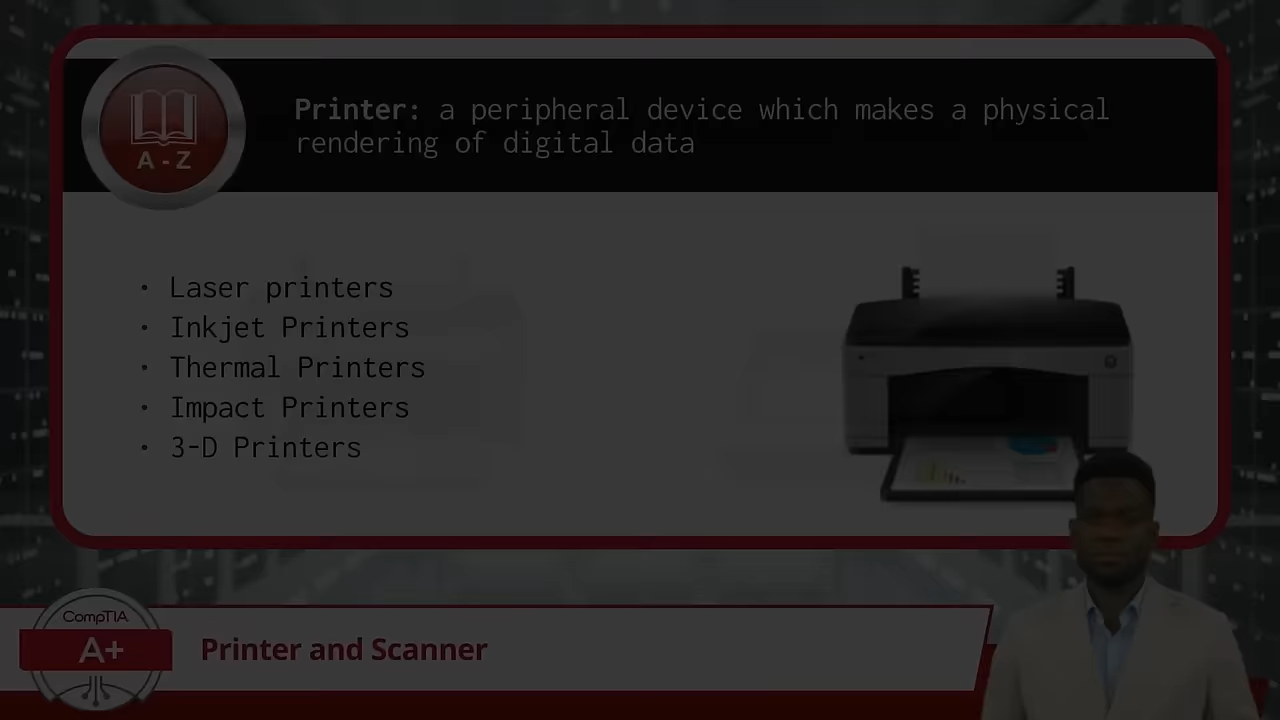 Printer: a peripheral device which makes a physical
rendering of digital data
A - Z
• Laser printers
• Inkjet Printers
• Thermal Printers
• Impact Printers
• 3-D Printers
CompTIA
A+
Printer and Scanner